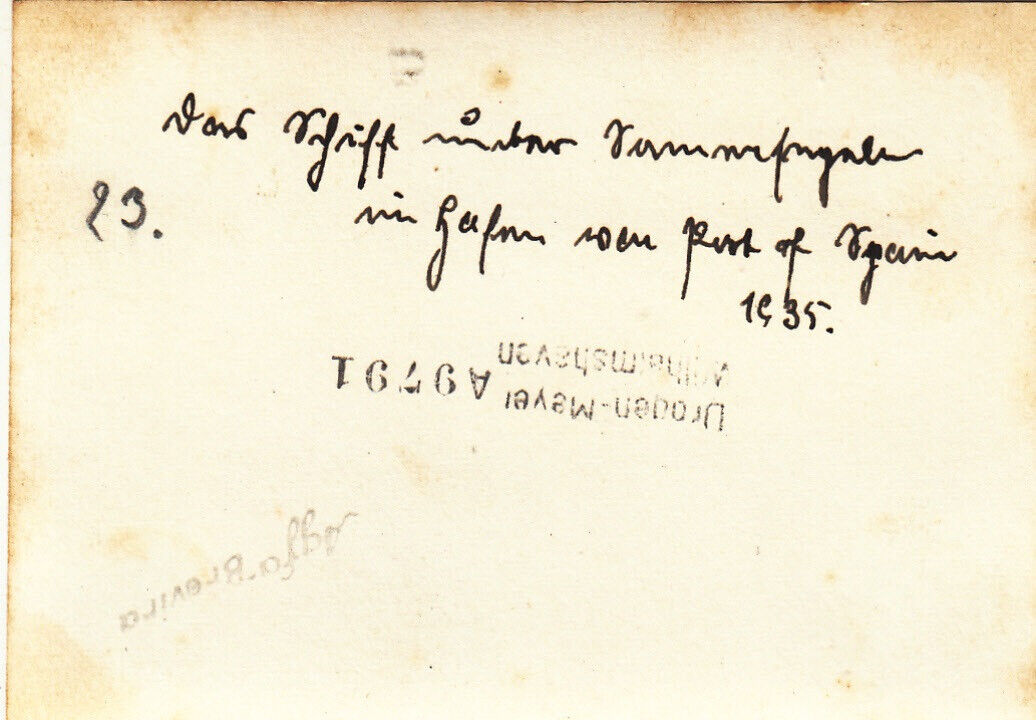 Das Schiff unter Sonnensegeln
23.
im Hafen von Port of Spain
1935.
Wilhelmshaven
Drogen-Meyer A9791
Agfa-Brovira